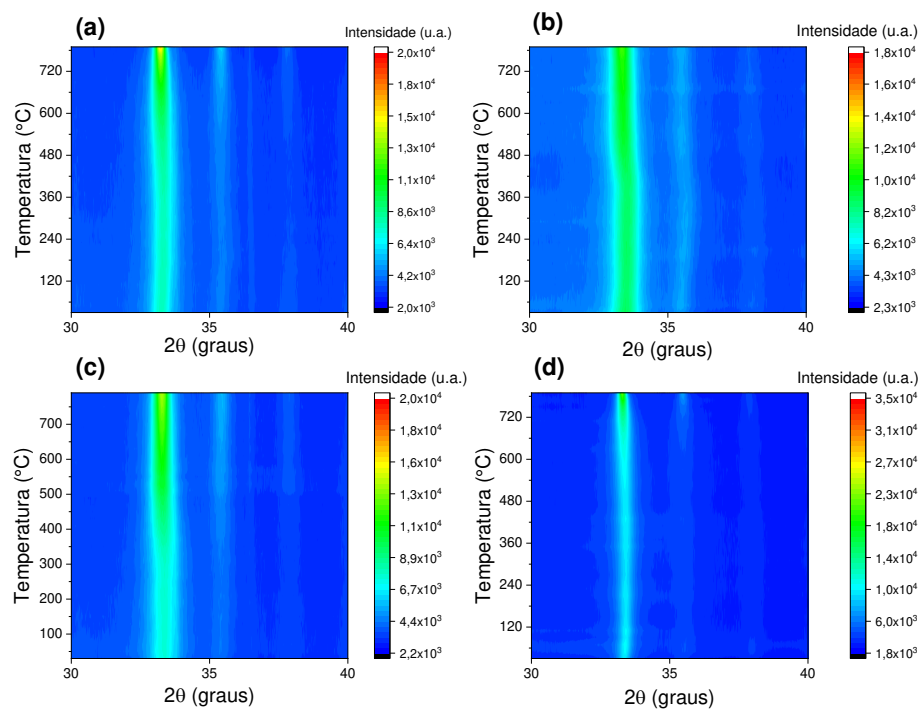 (a)
Intensidade (u.a.)
2,0x10⁴
1,8x10⁴
1,5x10⁴
1,3x10⁴
1,1x10⁴
8,6x10³
6,4x10³
4,2x10³
2,0x10³
Temperatura (°C)
720
600
480
360
240
120
30 35 40
2θ (graus)
(b)
Intensidade (u.a.)
1,8x10⁴
1,6x10⁴
1,4x10⁴
1,2x10⁴
1,0x10⁴
8,2x10³
6,3x10³
4,3x10³
2,3x10³
Temperatura (°C)
720
600
480
360
240
120
30 35 40
2θ (graus)
(c)
Intensidade (u.a.)
2,0x10⁴
1,8x10⁴
1,6x10⁴
1,3x10⁴
1,1x10⁴
8,9x10³
6,7x10³
4,4x10³
2,2x10³
Temperatura (°C)
700
600
500
400
300
200
100
30 35 40
2θ (graus)
(d)
Intensidade (u.a.)
3,5x10⁴
3,1x10⁴
2,7x10⁴
2,3x10⁴
1,8x10⁴
1,4x10⁴
1,0x10⁴
6,0x10³
1,8x10³
Temperatura (°C)
720
600
480
360
240
120
30 35 40
2θ (graus)